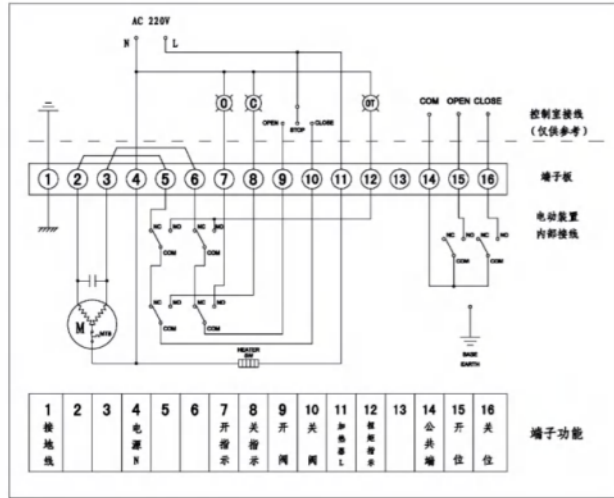 AC 220V
N L
O C OT
OPEN STOP CLOSE
COM OPEN CLOSE
控制室接线
(仅供参考)
1 2 3 4 5 6 7 8 9 10 11 12 13 14 15 16
端子板
电动装置
内部接线
NC NO NC NO NC NO NC NO
COM COM COM COM
NC NO NC NO
COM COM
M MTS
HEATER
BASE
EARTH
1 2 3 4 5 6 7 8 9 10 11 12 13 14 15 16
接地线 电源N 开指示 关指示 开阀 关阀 加热器L 扭矩指示 公共端 开位 关位
端子功能